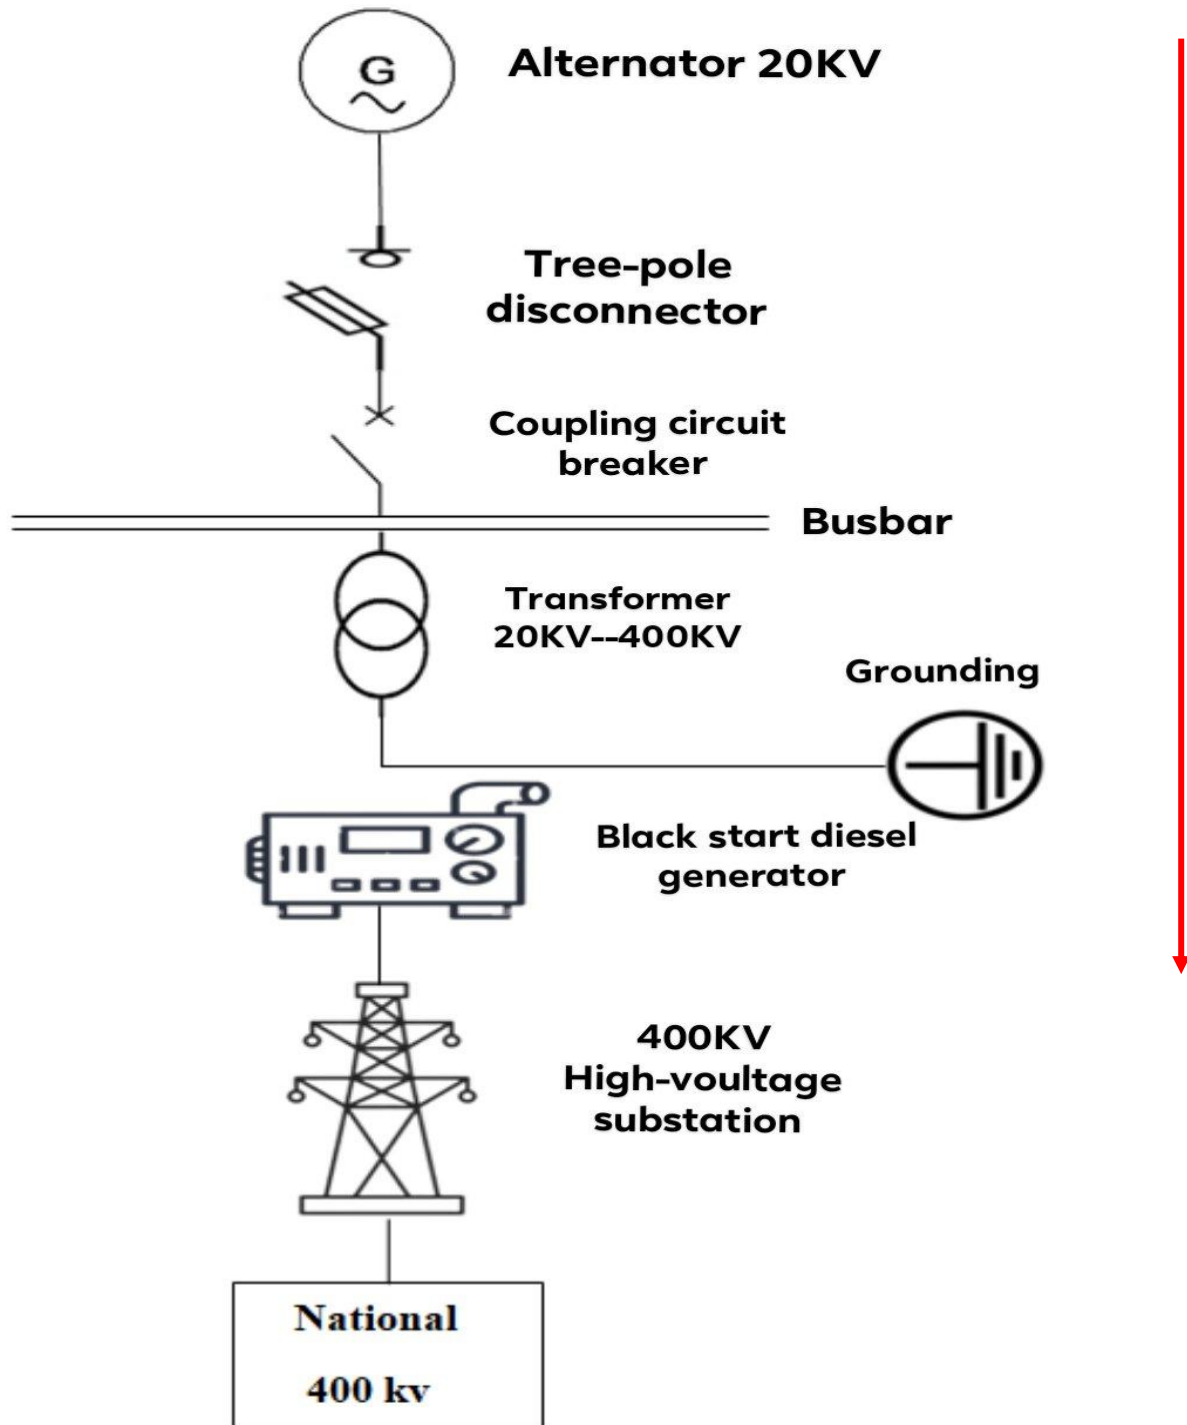 G
Alternator 20KV
Tree-pole
disconnector
Coupling circuit
breaker
Busbar
Transformer
20KV--400KV
Grounding
Black start diesel
generator
400KV
High-voultage
substation
National
400 kv